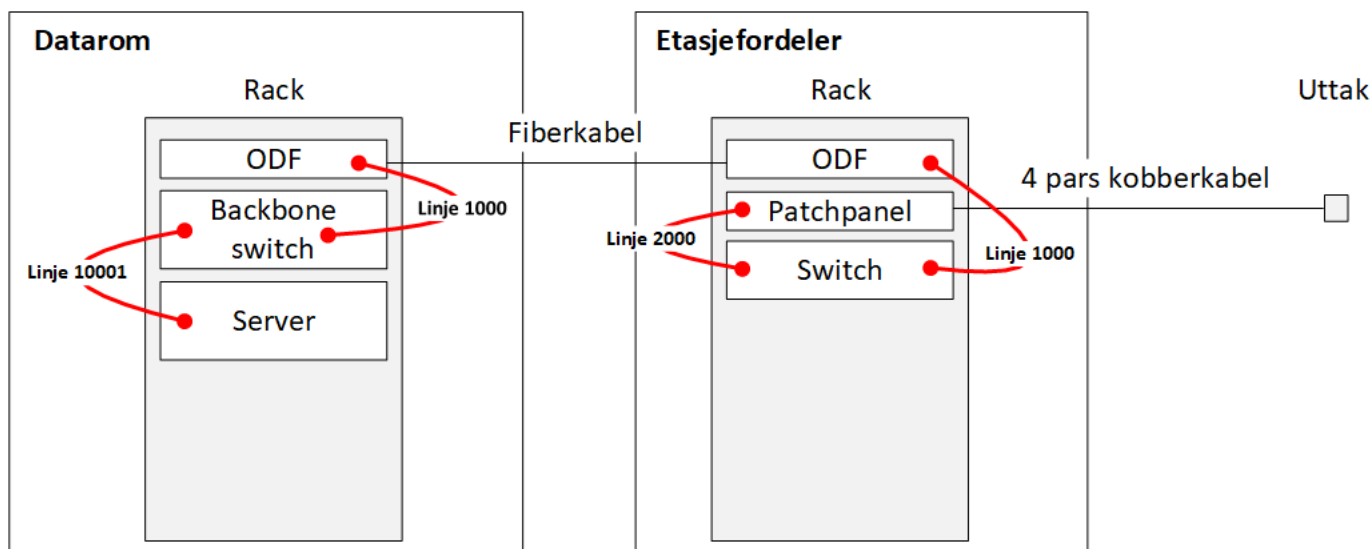 Datarom
Etasjefordeler
Rack
Rack
Uttak
Fiberkabel
ODF
ODF
4 pars kobberkabel
Backbone
switch
Linje 1000
Patchpanel
Linje 2000
Linje 1000
Linje 10001
Switch
Server